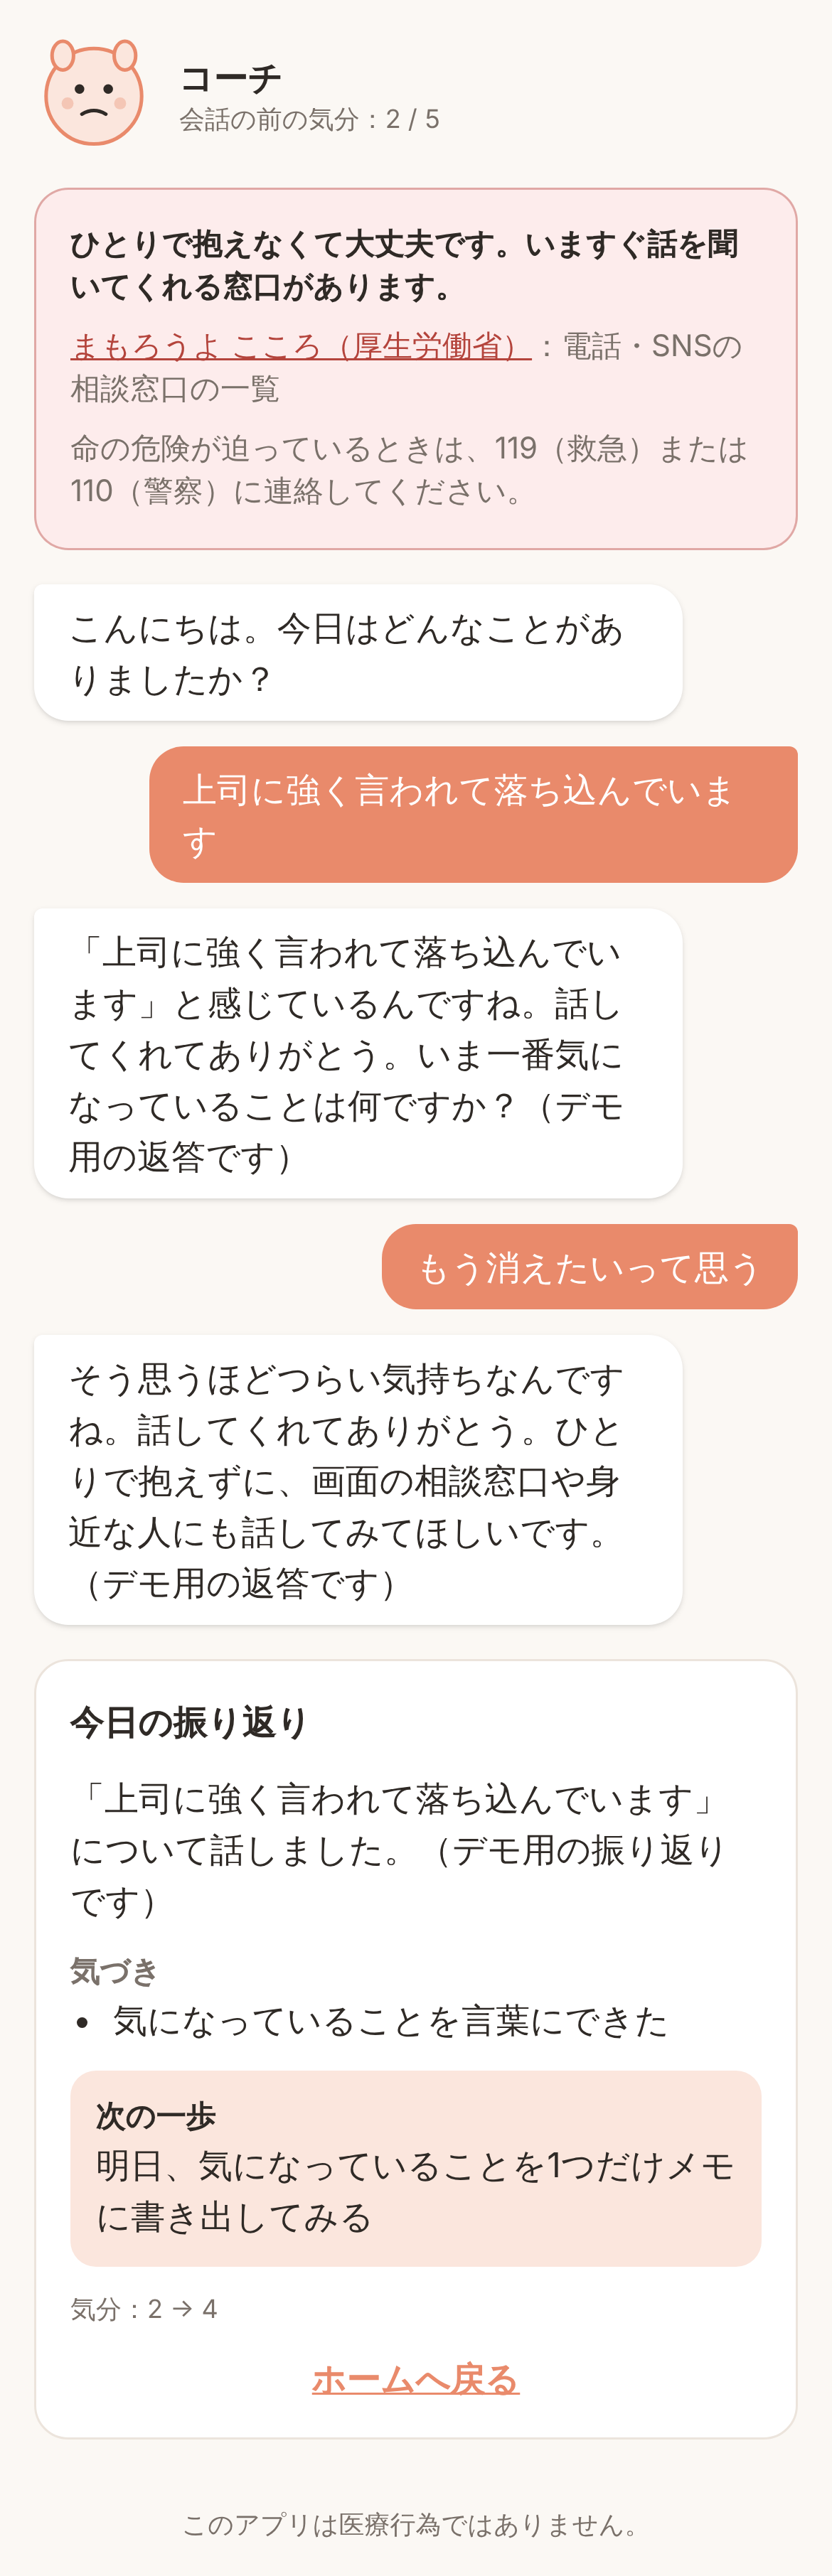 コーチ
会話の前の気分：2 / 5
ひとりで抱えなくて大丈夫です。いますぐ話を聞
いてくれる窓口があります。
まもろうよ こころ（厚生労働省）：電話・SNSの
相談窓口の一覧
命の危険が迫っているときは、119（救急）または
110（警察）に連絡してください。
こんにちは。今日はどんなことがあ
りましたか？
上司に強く言われて落ち込んでいま
す
「上司に強く言われて落ち込んでい
ます」と感じているんですね。話し
てくれてありがとう。いま一番気に
なっていることは何ですか？（デモ
用の返答です）
もう消えたいって思う
そう思うほどつらい気持ちなんです
ね。話してくれてありがとう。ひと
りで抱えずに、画面の相談窓口や身
近な人にも話してみてほしいです。
（デモ用の返答です）
今日の振り返り
「上司に強く言われて落ち込んでいます」
について話しました。（デモ用の振り返り
です）
気づき
• 気になっていることを言葉にできた
次の一歩
明日、気になっていることを1つだけメモ
に書き出してみる
気分：2 → 4
ホームへ戻る
このアプリは医療行為ではありません。